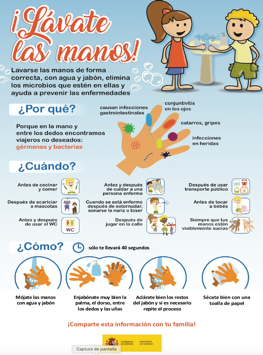 ¡Lávate
las manos!
Lavarse las manos de forma
correcta, con agua y jabón, elimina
los microbios que estén en ellas y
ayuda a prevenir las enfermedades
¿Por qué?
Porque en la mano y
entre los dedos encontramos
viajeros no deseados:
gérmenes y bacterias
causan infecciones
gastrointestinales
conjuntivitis
en los ojos
catarros, gripes
infecciones
en heridas
¿Cuándo?
Antes de cocinar
y comer
Antes y después
de cuidar a una
persona enferma
Después de usar
transporte público
Después de acariciar
a mascotas
Cuando se está enfermo
después de estornudar,
sonarse la nariz o toser
Antes de tocar
a bebés
Antes y después
de usar el WC
WC
Después de
jugar en la calle
Siempre que tus
manos estén
visiblemente sucias
¿Cómo?
sólo te llevará 40 segundos
Mójate las manos
con agua y jabón
Enjabónate muy bien la
palma, el dorso, entre
los dedos y las uñas
Aclárate bien los restos
del jabón y si es necesario
repite el proceso
Sécate bien con una
toalla de papel
¡Comparte esta información con tu familia!
Captura de pantalla